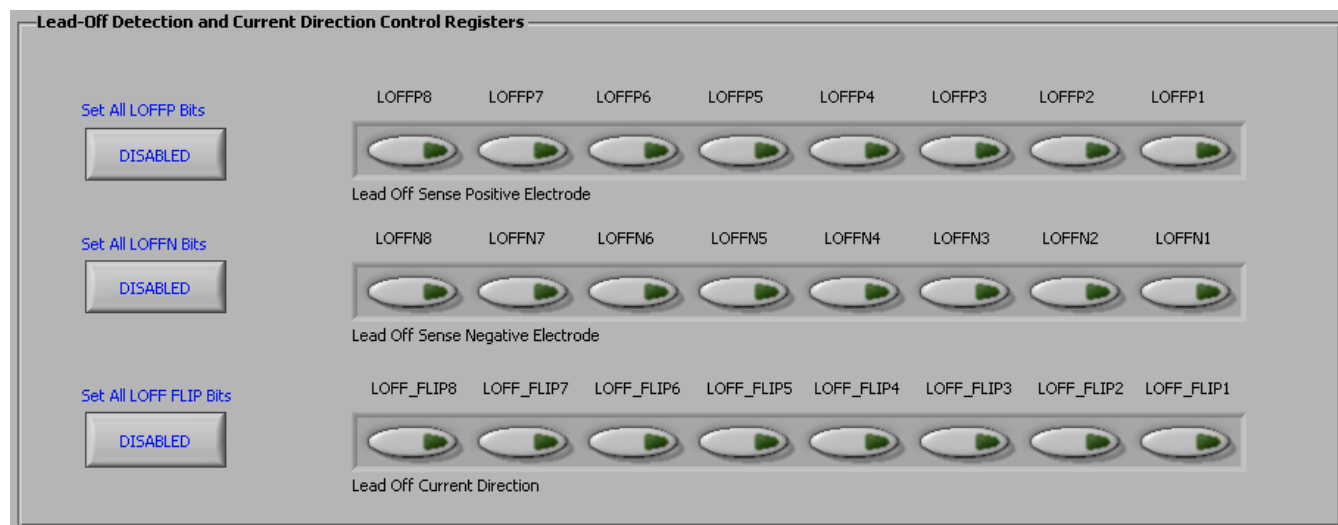 Lead-Off Detection and Current Direction Control Registers
Set All LOFFP Bits
DISABLED
LOFFP8 LOFFP7 LOFFP6 LOFFP5 LOFFP4 LOFFP3 LOFFP2 LOFFP1
Lead Off Sense Positive Electrode
Set All LOFFN Bits
DISABLED
LOFFN8 LOFFN7 LOFFN6 LOFFN5 LOFFN4 LOFFN3 LOFFN2 LOFFN1
Lead Off Sense Negative Electrode
Set All LOFF FLIP Bits
DISABLED
LOFF_FLIP8 LOFF_FLIP7 LOFF_FLIP6 LOFF_FLIP5 LOFF_FLIP4 LOFF_FLIP3 LOFF_FLIP2 LOFF_FLIP1
Lead Off Current Direction